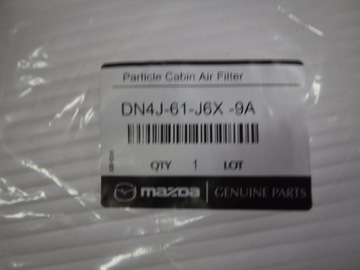 Particle Cabin Air Filter
DN4J-61-J6X -9A
QTY 1 LOT
mazda GENUINE PARTS